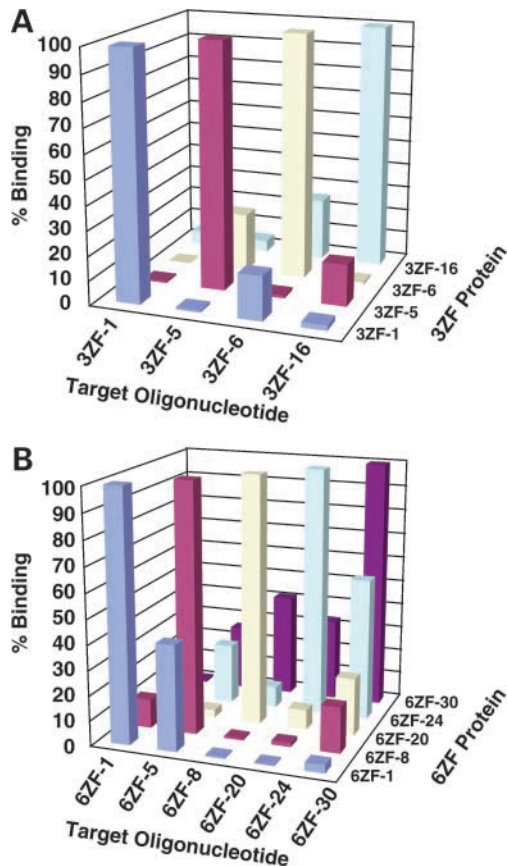 A
100
90
80
70
60
50
40
30
20
10
0
% Binding
3ZF-1
3ZF-5
3ZF-6
3ZF-16
Target Oligonucleotide
3ZF-16
3ZF-6
3ZF-5
3ZF-1
3ZF Protein
B
100
90
80
70
60
50
40
30
20
10
0
% Binding
6ZF-1
6ZF-5
6ZF-8
6ZF-20
6ZF-24
6ZF-30
Target Oligonucleotide
6ZF-30
6ZF-24
6ZF-20
6ZF-8
6ZF-1
6ZF Protein